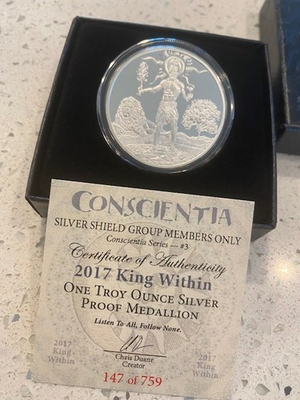 CONSCIENTIA
SILVER SHIELD GROUP MEMBERS ONLY
Conscientia Series — #3
Certificate of Authenticity
2017 King Within
ONE TROY OUNCE SILVER
PROOF MEDALLION
Listen To All, Follow None.
Chris Duane
Creator
2017
King
Within
2017
King
Within
147 of 759